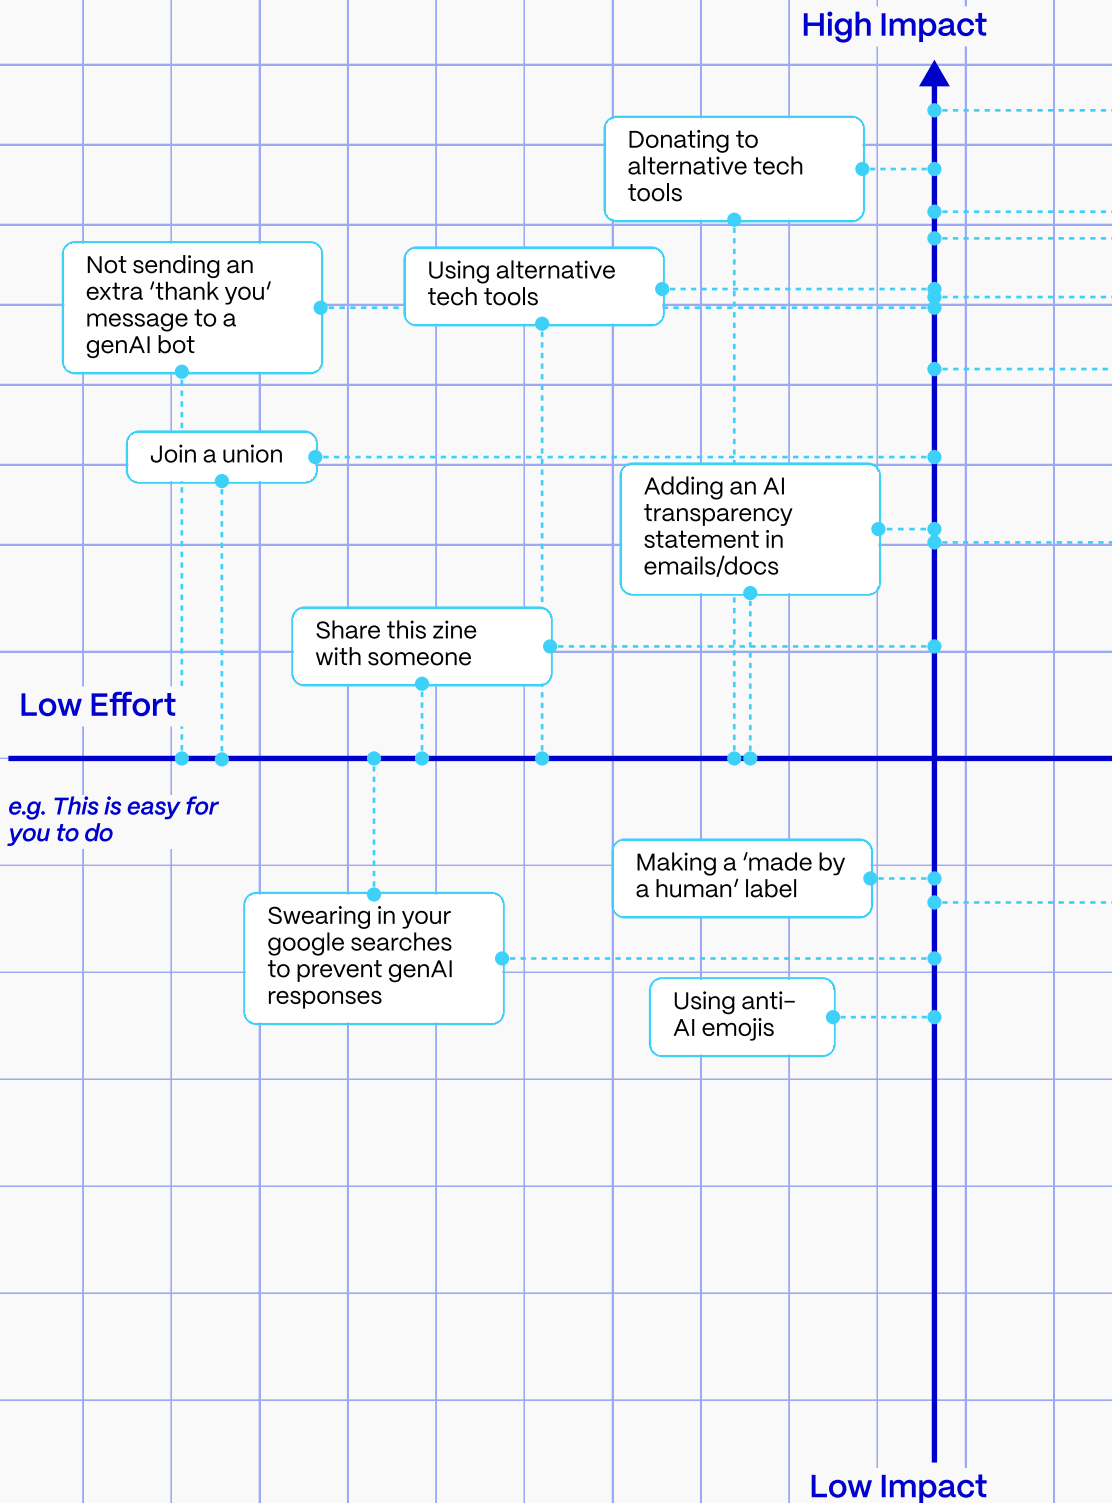 High Impact
Donating to
alternative tech
tools
Not sending an
extra ‘thank you’
message to a
genAI bot
Using alternative
tech tools
Join a union
Adding an AI
transparency
statement in
emails/docs
Share this zine
with someone
Low Effort
e.g. This is easy for
you to do
Making a ‘made by
a human’ label
Swearing in your
google searches
to prevent genAI
responses
Using anti–
AI emojis
Low Impact